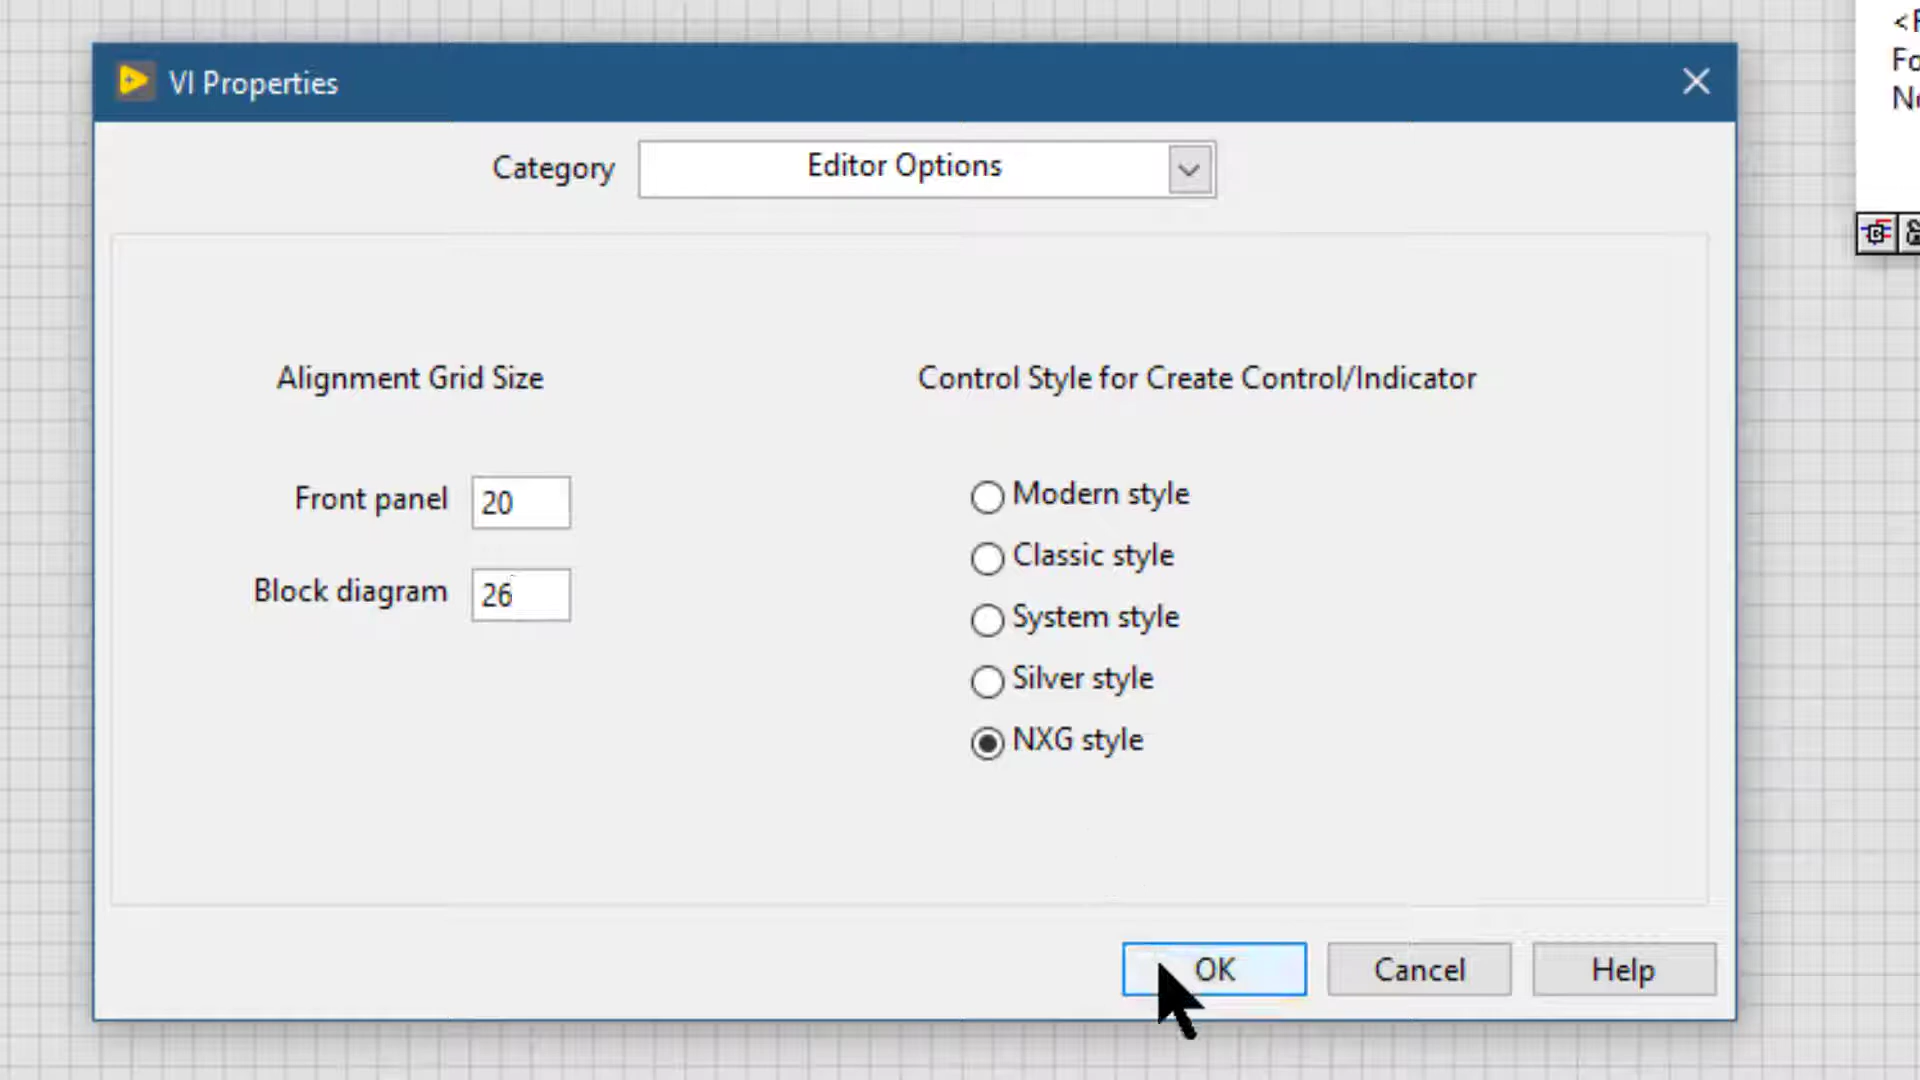 VI Properties
Category Editor Options
Alignment Grid Size
Control Style for Create Control/Indicator
Front panel 20
Block diagram 26
Modern style
Classic style
System style
Silver style
NXG style
OK Cancel Help